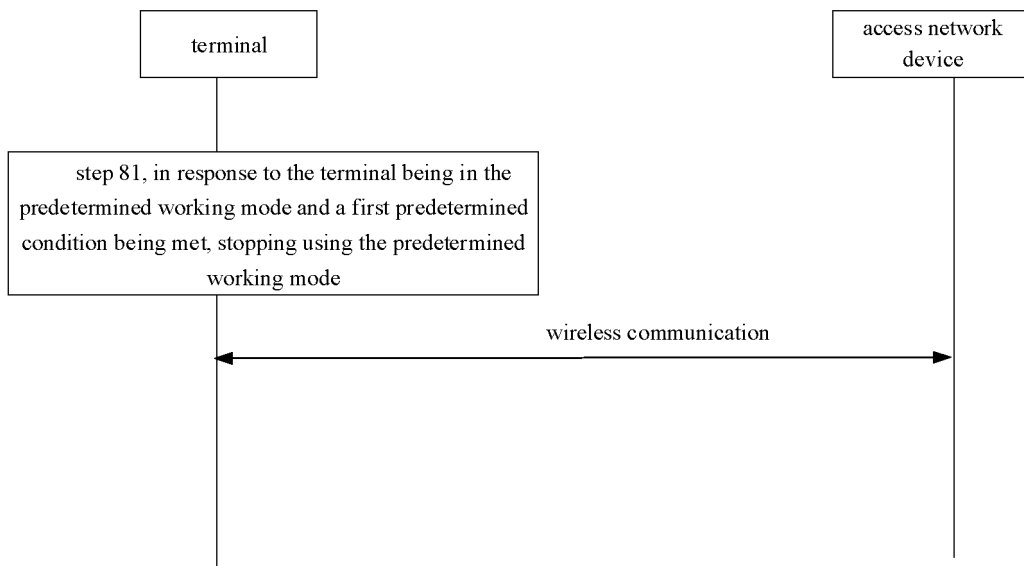 terminal
access network
device
step 81, in response to the terminal being in the
predetermined working mode and a first predetermined
condition being met, stopping using the predetermined
working mode
wireless communication